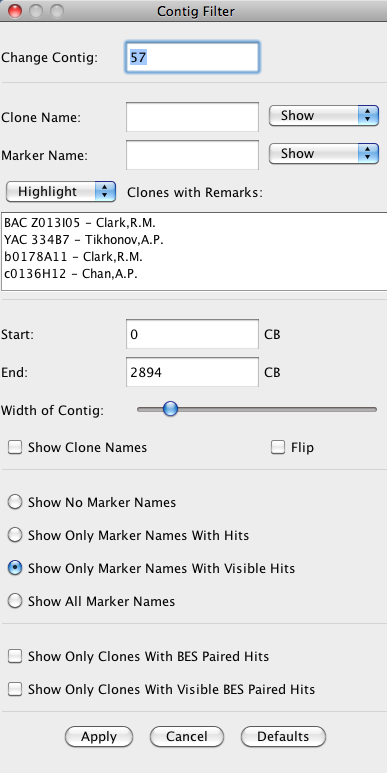 Contig Filter
Change Contig: 57
Clone Name: Show
Marker Name: Show
Highlight Clones with Remarks:
BAC Z013I05 – Clark,R.M.
YAC 334B7 – Tikhonov,A.P.
b0178A11 – Clark,R.M.
c0136H12 – Chan,A.P.
Start: 0 CB
End: 2894 CB
Width of Contig:
Show Clone Names Flip
Show No Marker Names
Show Only Marker Names With Hits
Show Only Marker Names With Visible Hits
Show All Marker Names
Show Only Clones With BES Paired Hits
Show Only Clones With Visible BES Paired Hits
Apply Cancel Defaults